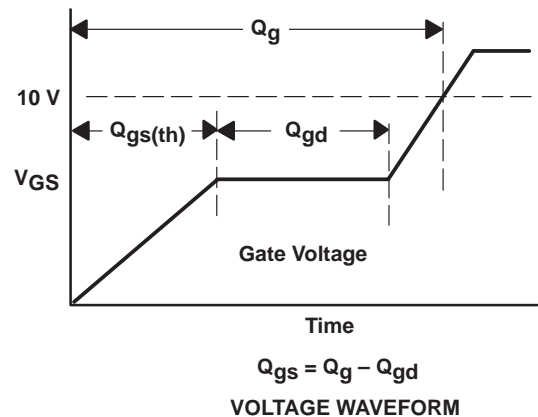 Qg
10 V
Qgs(th) Qgd
VGS
Gate Voltage
Time
Qgs = Qg – Qgd
VOLTAGE WAVEFORM